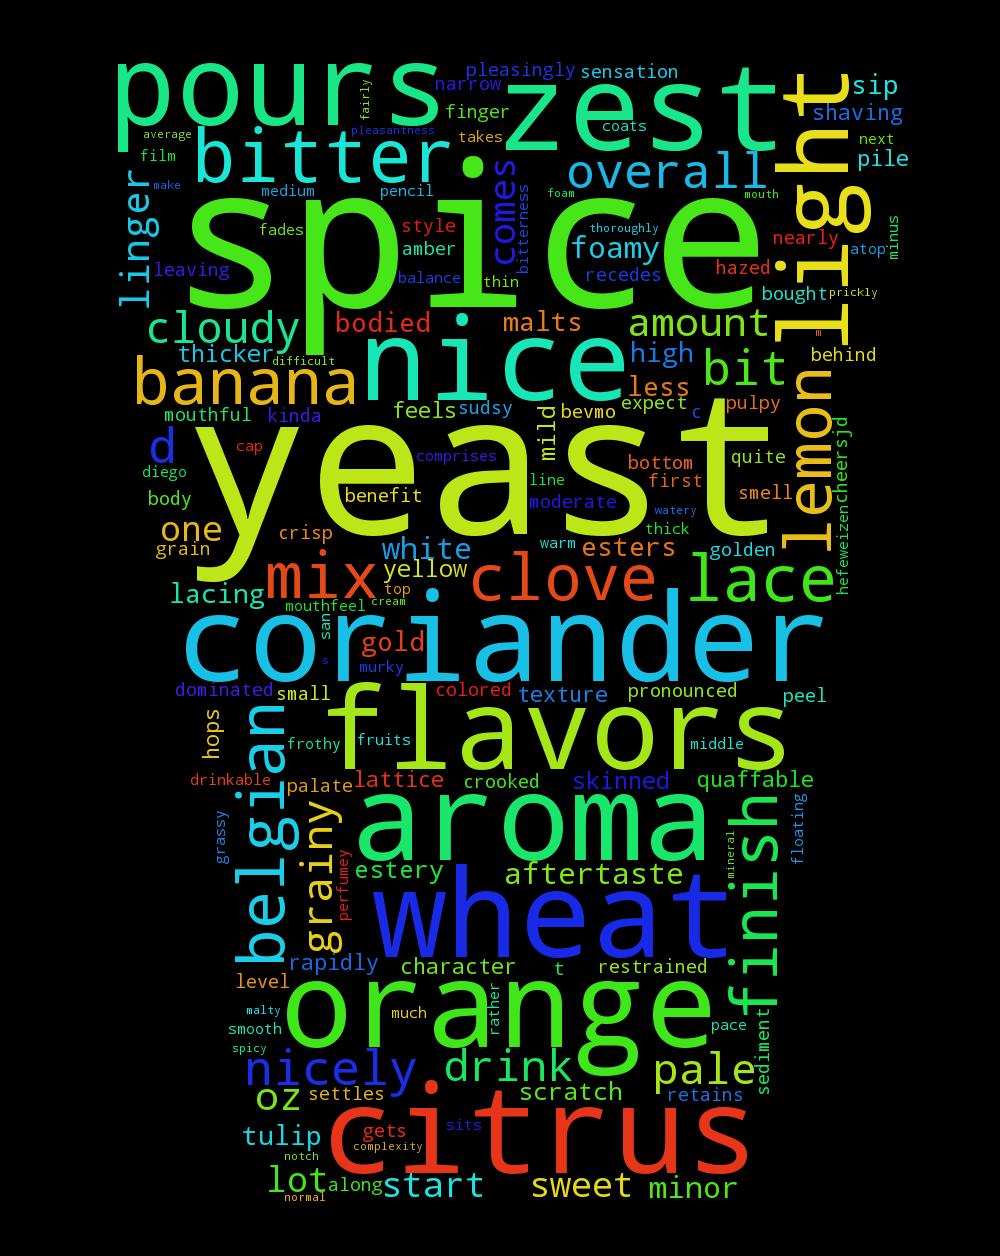 pours
pleasingly
sensation
narrow
fairly
finger
zest
light
sip
shaving
average
pleasantness
takes
coats
next
film
bitter
overall
pile
make
medium
pencil
comes
bitterness
foam
mouth
linger
spice
fades
style
thoroughly
minus
amber
foamy
nearly
atop
leaving
balance
thin
recedes
hazed
bought
prickly
cloudy
bodied
malts
amount
m
thicker
difficult
nice
high
bit
behind
banana
less
lemon
mouthful
kinda
feels
sudsy
mild
bevmo
expect
c
pulpy
d
cap
yeast
cheersjd
diego
comprises
bottom
quite
body
benefit
line
first
smell
moderate
watery
one
crisp
thick
hefeweizen
grain
white
warm
esters
golden
mix
yellow
clove
lace
lacing
top
mouthfeel
cream
san
coriander
gold
s
murky
dominated
small
colored
texture
pronounced
peel
hops
belgian
frothy
fruits
flavors
middle
drinkable
palate
lattice
crooked
skinned
quaffable
grassy
grainy
aroma
finish
floating
mineral
perfumey
estery
aftertaste
wheat
rapidly
character
t
restrained
level
malty
orange
much
rather
smooth
pace
sediment
spicy
nicely
drink
pale
oz
settles
scratch
retains
tulip
gets
sits
citrus
complexity
notch
lot
along
start
sweet
minor
normal